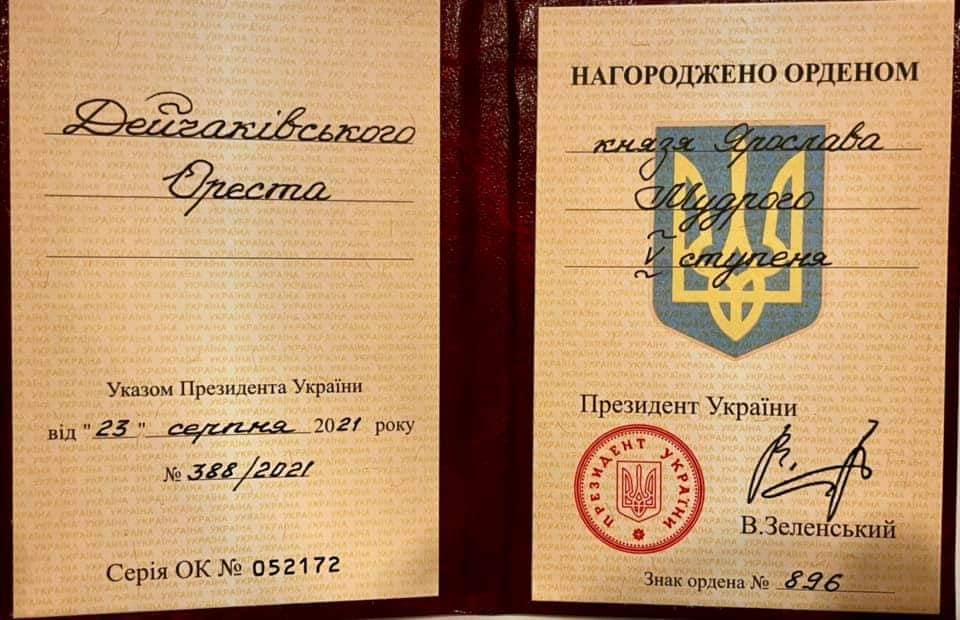 Дейчаківського
Ореста
Указом Президента України
від "23" серпня 2021 року
№ 388/2021
Серія ОК № 052172
НАГОРОДЖЕНО ОРДЕНОМ
князя Ярослава
Мудрого
V ступеня
Президент України
ПРЕЗИДЕНТ УКРАЇНИ
В.Зеленський
Знак ордена № 896